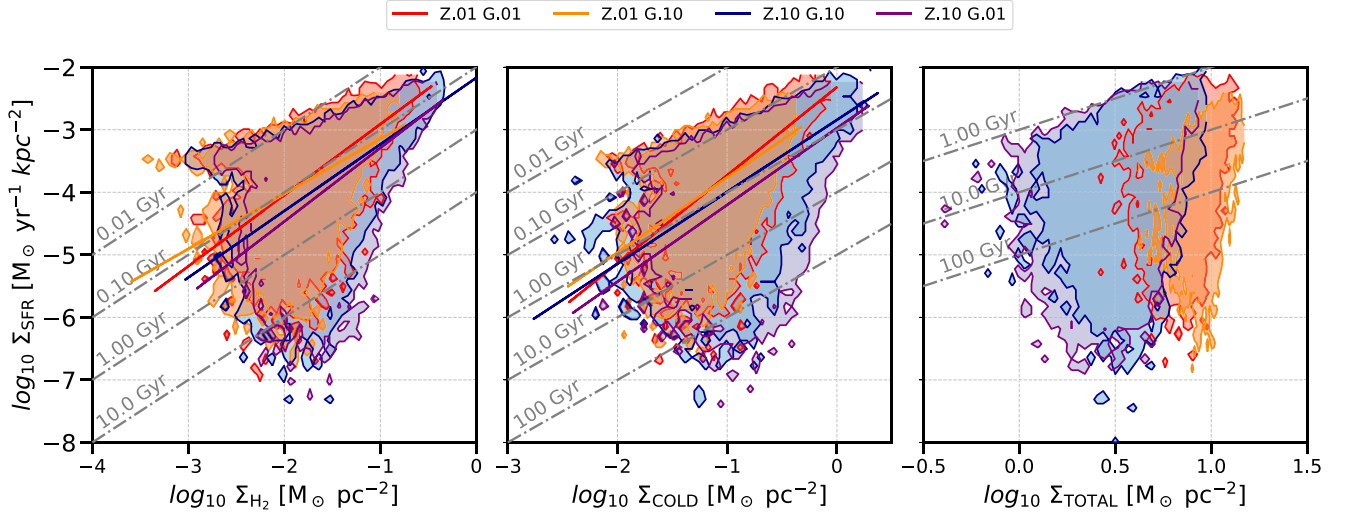 Z.01 G.01 Z.01 G.10 Z.10 G.10 Z.10 G.01
log10 ΣSFR [M⊙ yr−1 kpc−2]
−2
−3
−4
−5
−6
−7
−8
0.01 Gyr
0.10 Gyr
1.00 Gyr
10.0 Gyr
−4 −3 −2 −1 0
log10 ΣH2 [M⊙ pc−2]
0.01 Gyr
0.10 Gyr
1.00 Gyr
10.0 Gyr
100 Gyr
−3 −2 −1 0
log10 ΣCOLD [M⊙ pc−2]
1.00 Gyr
10.0 Gyr
100 Gyr
−0.5 0.0 0.5 1.0 1.5
log10 ΣTOTAL [M⊙ pc−2]